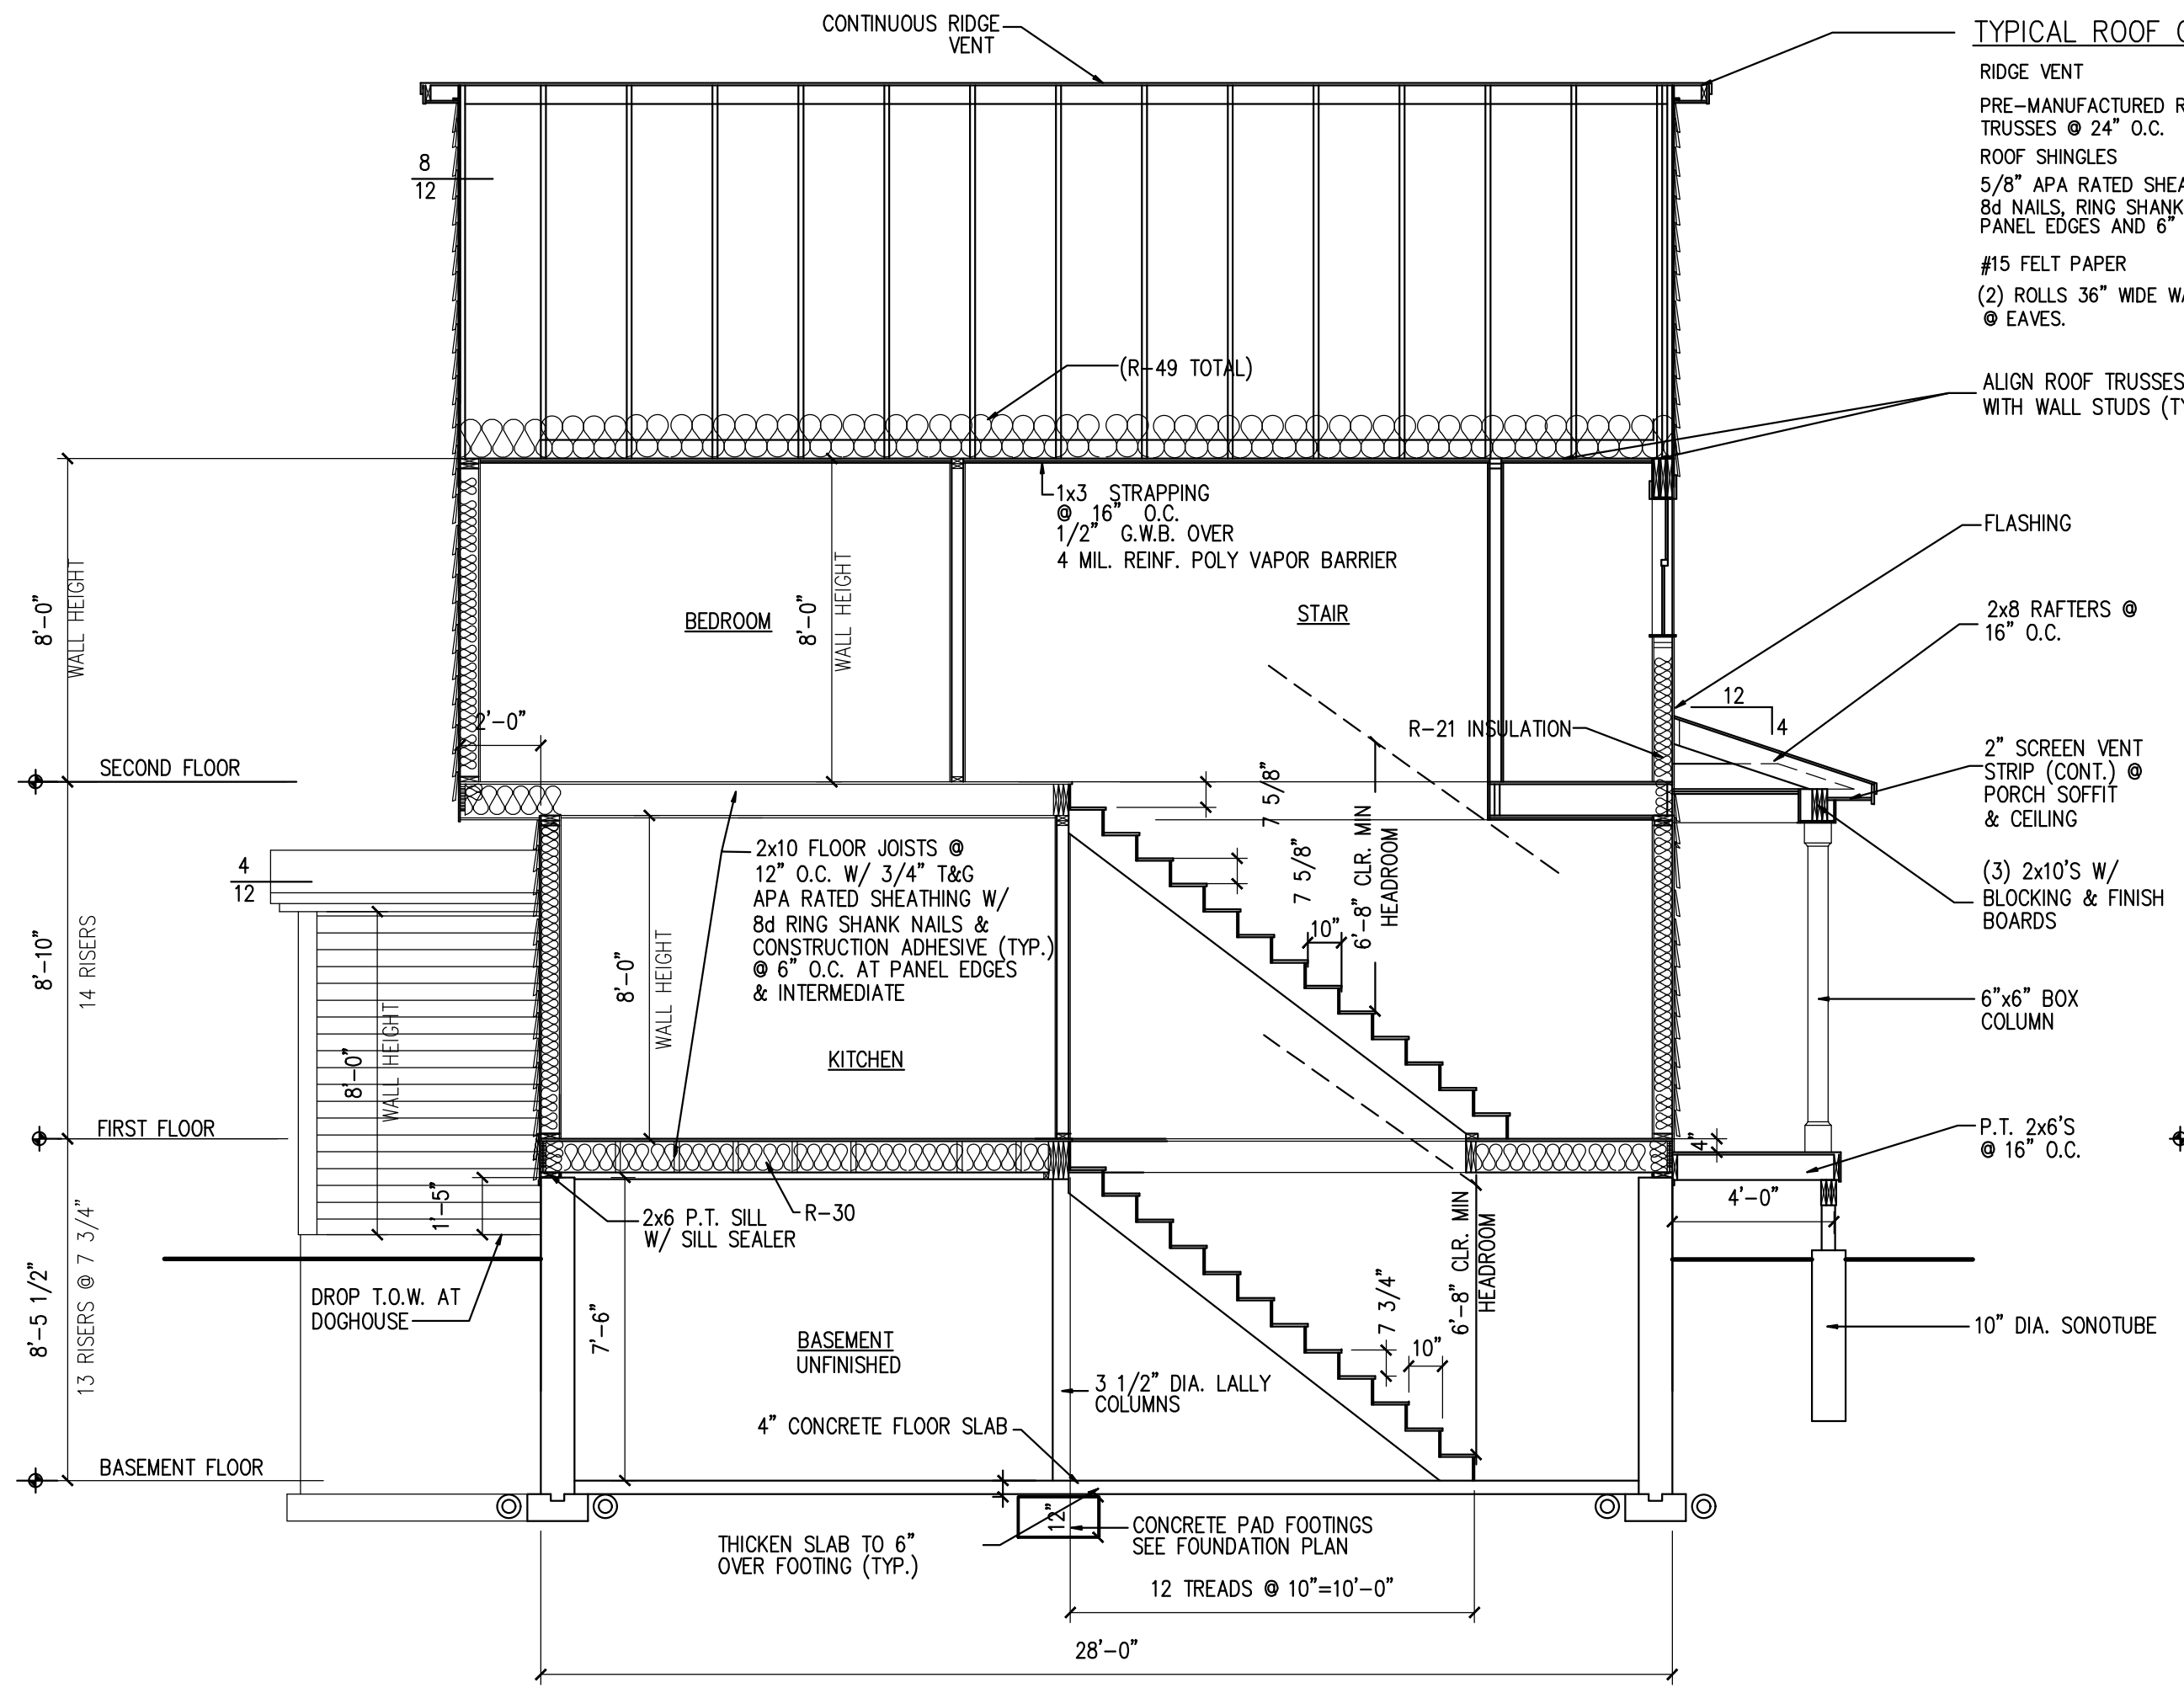 CONTINUOUS RIDGE
VENT
TYPICAL ROOF
RIDGE VENT
PRE-MANUFACTURED
TRUSSES @ 24" O.C.
ROOF SHINGLES
5/8" APA RATED
8d NAILS, RING SHANK
PANEL EDGES AND 6"
#15 FELT PAPER
(2) ROLLS 36" WIDE
@ EAVES.
8
12
(R-49 TOTAL)
ALIGN ROOF TRUSSES
WITH WALL STUDS
1x3 STRAPPING
@ 16" O.C.
1/2" G.W.B. OVER
4 MIL. REINF. POLY VAPOR BARRIER
FLASHING
8'-0"
WALL HEIGHT
BEDROOM
8'-0"
WALL HEIGHT
STAIR
2x8 RAFTERS @
16" O.C.
2'-0"
R-21 INSULATION
12
4
SECOND FLOOR
2" SCREEN VENT
STRIP (CONT.) @
PORCH SOFFIT
& CEILING
7 5/8"
7 5/8"
10"
6'-8" CLR. MIN
HEADROOM
4
12
2x10 FLOOR JOISTS @
12" O.C. W/ 3/4" T&G
APA RATED SHEATHING W/
8d RING SHANK NAILS &
CONSTRUCTION ADHESIVE (TYP.)
@ 6" O.C. AT PANEL EDGES
& INTERMEDIATE
(3) 2x10'S W/
BLOCKING & FINISH
BOARDS
8'-10"
14 RISERS
8'-0"
WALL HEIGHT
8'-0"
WALL HEIGHT
KITCHEN
6"x6" BOX
COLUMN
FIRST FLOOR
4"
P.T. 2x6'S
@ 16" O.C.
4'-0"
1'-5"
2x6 P.T. SILL
W/ SILL SEALER
R-30
8'-5 1/2"
13 RISERS @ 7 3/4"
DROP T.O.W. AT
DOGHOUSE
7'-6"
BASEMENT
UNFINISHED
7 3/4"
10"
6'-8" CLR. MIN
HEADROOM
10" DIA. SONOTUBE
3 1/2" DIA. LALLY
COLUMNS
4" CONCRETE FLOOR SLAB
BASEMENT FLOOR
12"
THICKEN SLAB TO 6"
OVER FOOTING (TYP.)
CONCRETE PAD FOOTINGS
SEE FOUNDATION PLAN
12 TREADS @ 10"=10'-0"
28'-0"